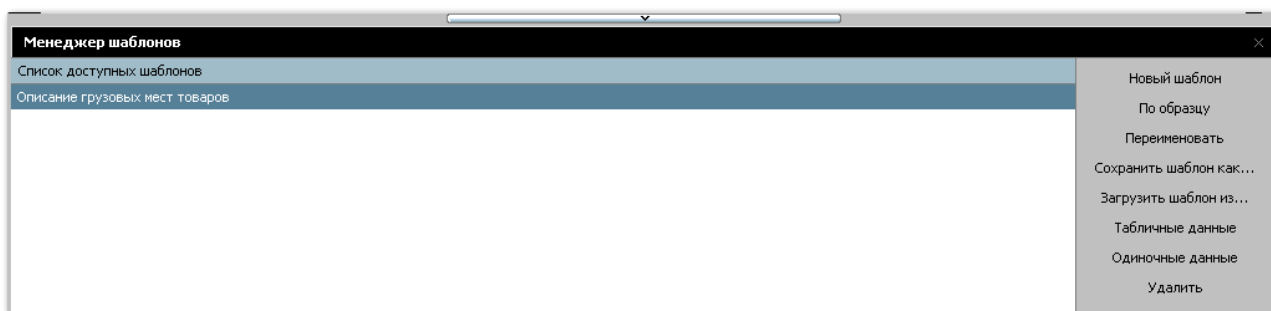 Менеджер шаблонов
Список доступных шаблонов
Описание грузовых мест товаров
Новый шаблон
По образцу
Переименовать
Сохранить шаблон как...
Загрузить шаблон из...
Табличные данные
Одиночные данные
Удалить